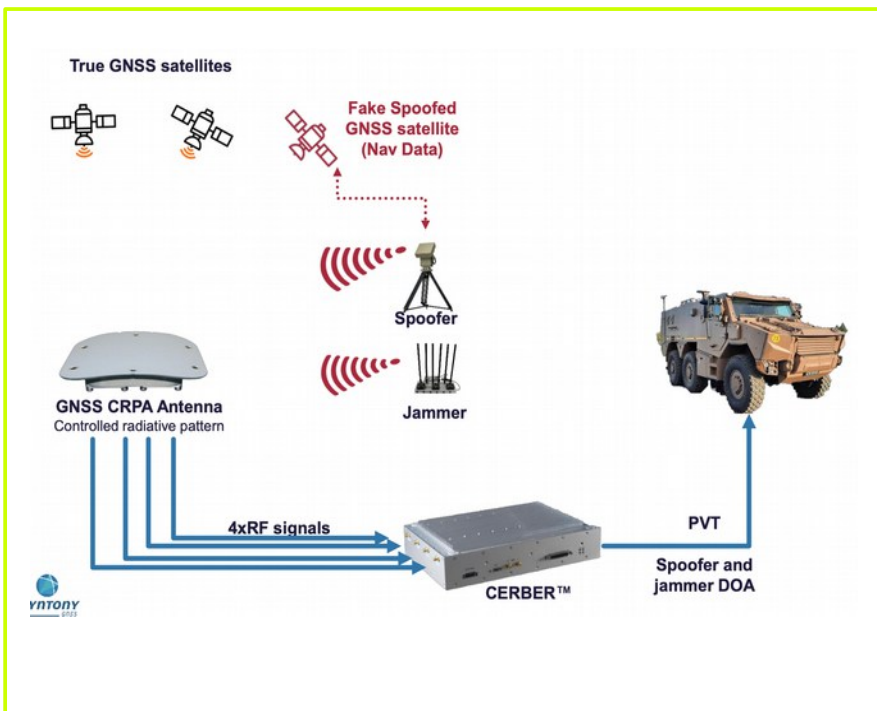 True GNSS satellites
Fake Spoofed
GNSS satellite
(Nav Data)
Spoofer
Jammer
GNSS CRPA Antenna
Controlled radiative pattern
4xRF signals
CERBER™
PVT
Spoofer and
jammer DOA
YNTONY
GNSS